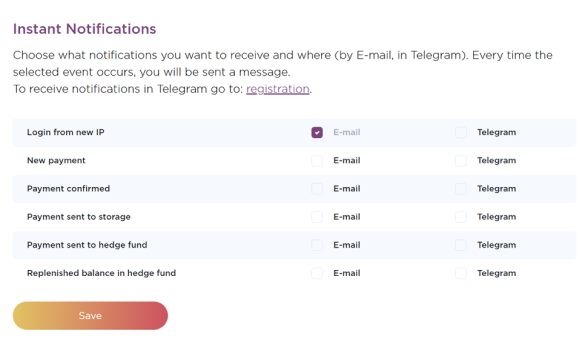 Instant Notifications
Choose what notifications you want to receive and where (by E-mail, in Telegram). Every time the
selected event occurs, you will be sent a message.
To receive notifications in Telegram go to: registration.
Login from new IP E-mail Telegram
New payment E-mail Telegram
Payment confirmed E-mail Telegram
Payment sent to storage E-mail Telegram
Payment sent to hedge fund E-mail Telegram
Replenished balance in hedge fund E-mail Telegram
Save